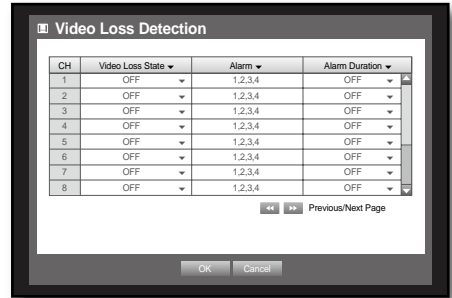 Video Loss Detection
CH Video Loss State Alarm Alarm Duration
1 OFF 1,2,3,4 OFF
2 OFF 1,2,3,4 OFF
3 OFF 1,2,3,4 OFF
4 OFF 1,2,3,4 OFF
5 OFF 1,2,3,4 OFF
6 OFF 1,2,3,4 OFF
7 OFF 1,2,3,4 OFF
8 OFF 1,2,3,4 OFF
Previous/Next Page
OK Cancel